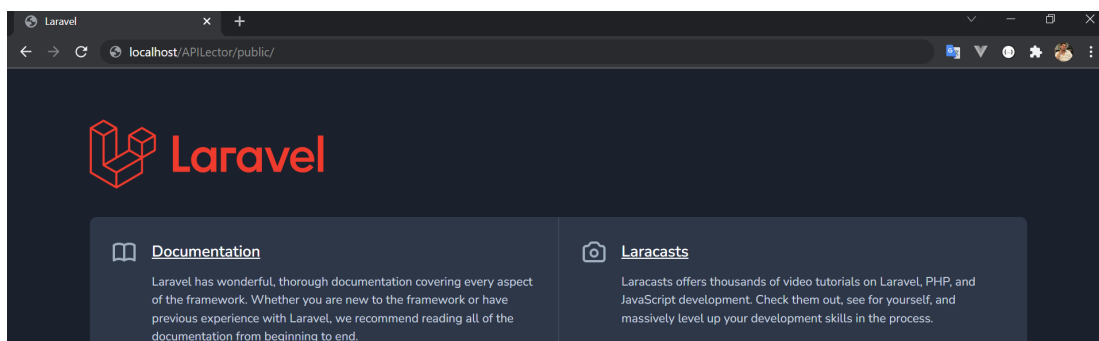 Laravel
localhost/APILector/public/
Laravel
Documentation
Laravel has wonderful, thorough documentation covering every aspect
of the framework. Whether you are new to the framework or have
previous experience with Laravel, we recommend reading all of the
documentation from beginning to end.
Laracasts
Laracasts offers thousands of video tutorials on Laravel, PHP, and
JavaScript development. Check them out, see for yourself, and
massively level up your development skills in the process.